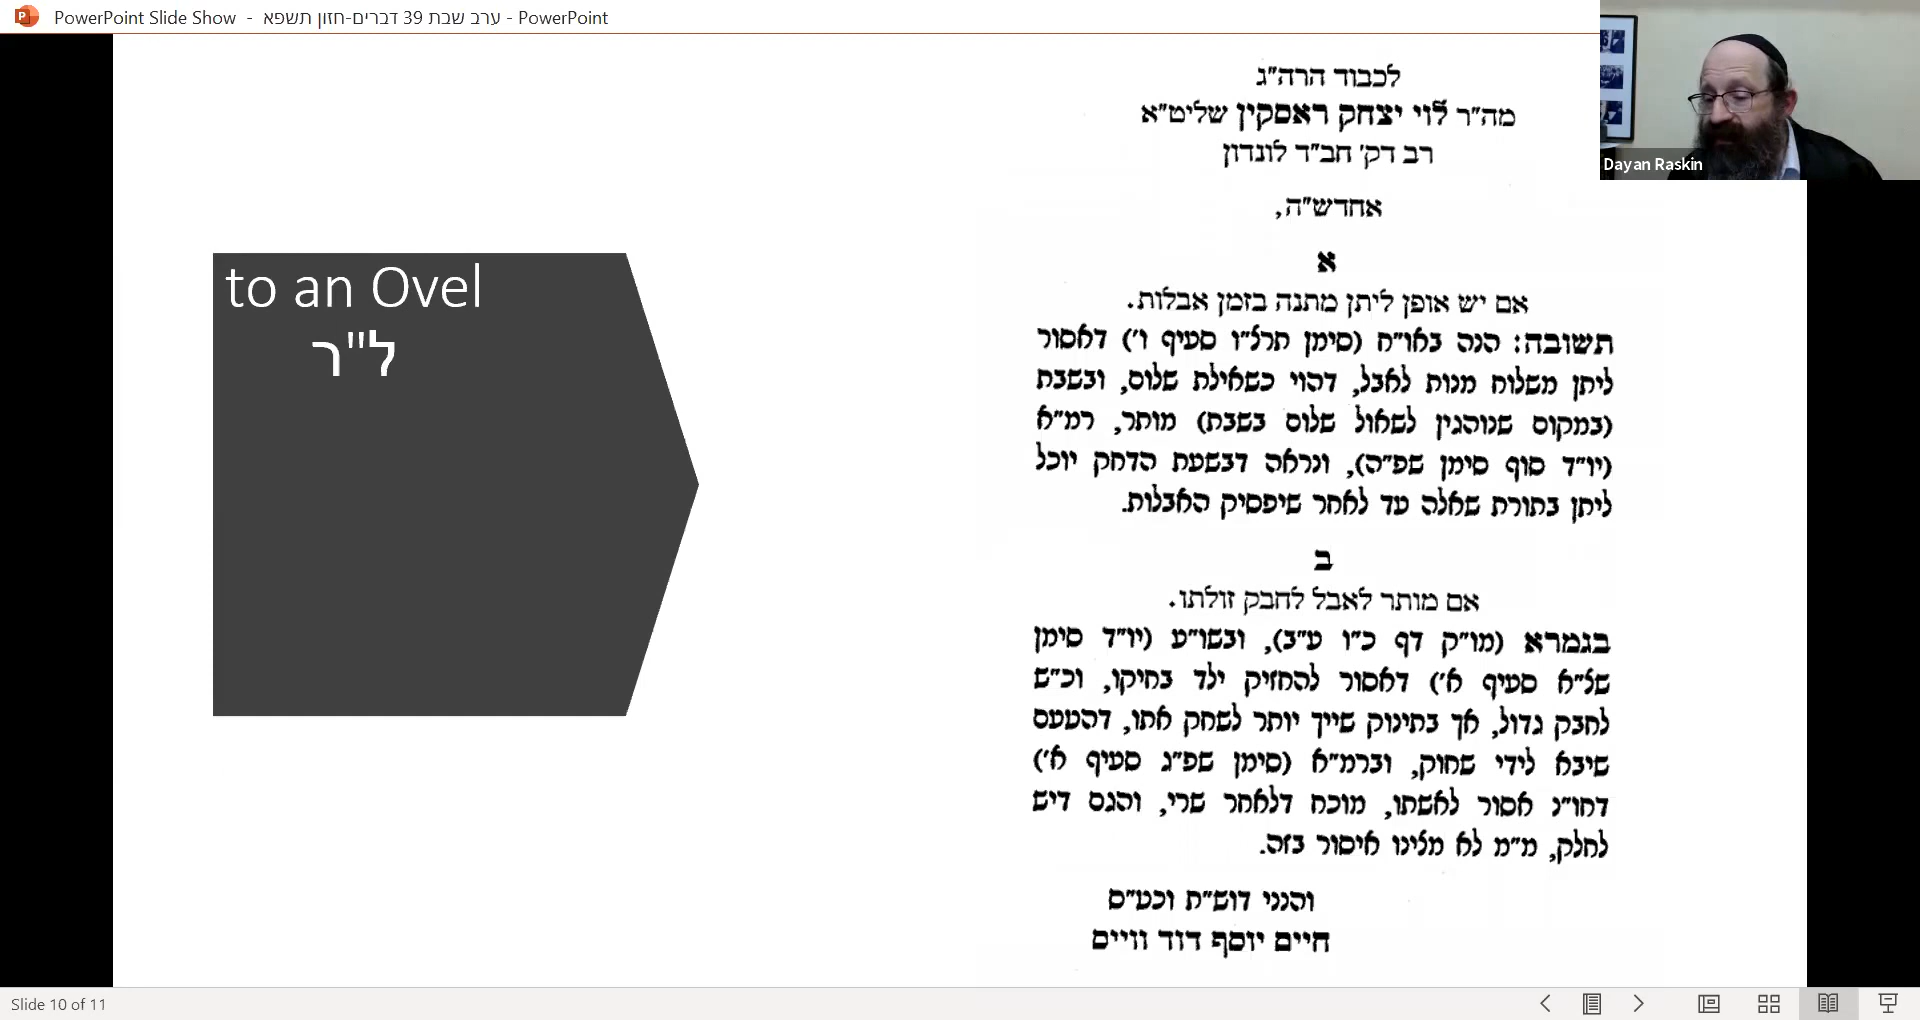 PowerPoint Slide Show - ערב שבת 39 דברים-חזון תשפא - PowerPoint
Dayan Raskin
to an Ovel
ל"ר
לכבוד הרה"ג
מה"ר לוי יצחק ראסקין שליט"א
רב דק' חב"ד לונדון
אחדש"ה,
א
אם יש אופן ליתן מתנה בזמן אבלות.
תשובה: הנה באו"ח (סימן תרל"ו סעיף ו') דאסור
ליתן משלוח מנות לאבל, דהוי כשאילת שלום, ובשבת
(במקום שנוהגין לשאול שלום בשבת) מותר, רמ"א
(יו"ד סוף סימן שפ"ה), ונראה דבשעת הדחק יוכל
ליתן בתורת שאלה עד לאחר שיפסיק האבלות.
ב
אם מותר לאבל לחבק זולתו.
בגמרא (מו"ק דף כ"ו ע"ב), ובשו"ע (יו"ד סימן
שצ"א סעיף א') דאסור להחזיק ילד בחיקו, וכ"ש
לחבק גדול, אך בתינוק שייך יותר לשחק אתו, דהטעם
שיבא לידי שחוק, וברמ"א (סימן שפ"ג סעיף א')
דחו"נ אסור לאשתו, מוכח דלאחר שרי, והגם דיש
לחלק, מ"מ לא מצינו איסור בזה.
והנני דוש"ת וכט"ס
חיים יוסף דוד ווייס
Slide 10 of 11